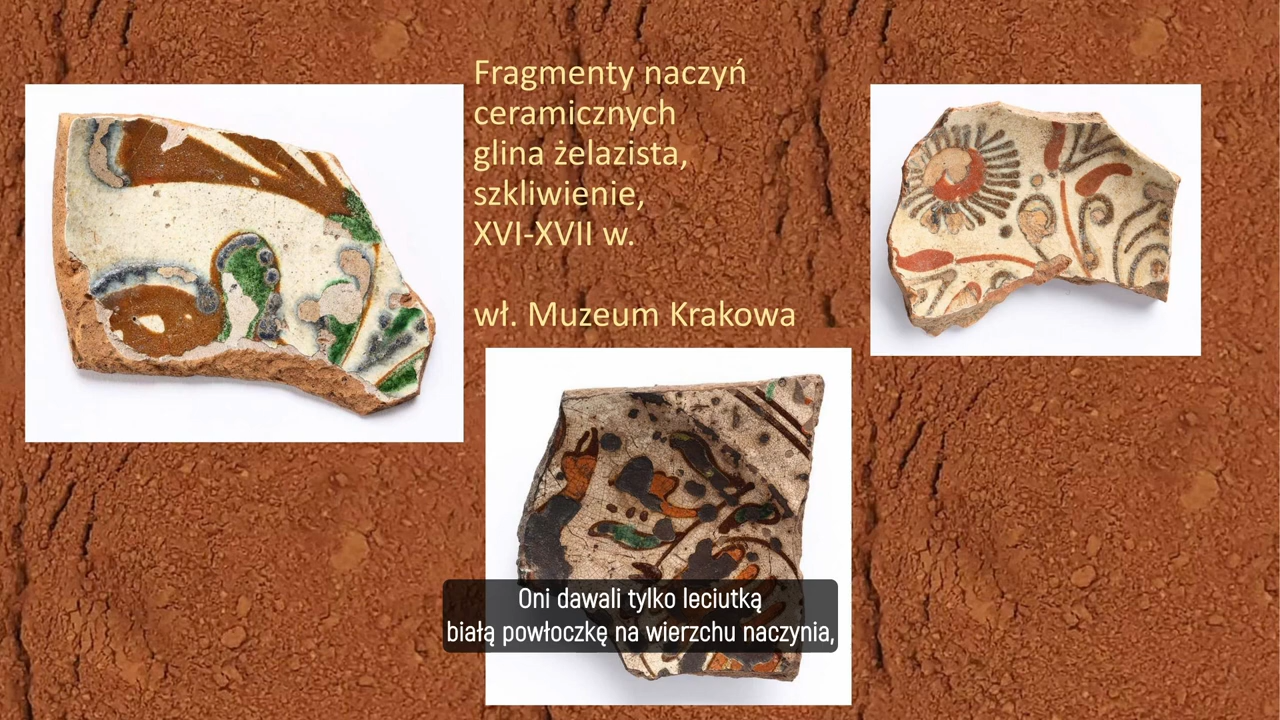 Fragmenty naczyń
ceramicznych
glina żelazista,
szkliwienie,
XVI-XVII w.
wł. Muzeum Krakowa
Oni dawali tylko leciutką
białą powłoczkę na wierzchu naczynia,